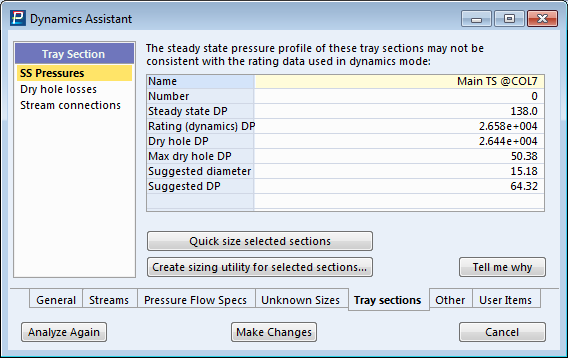 Dynamics Assistant
Tray Section
SS Pressures
Dry hole losses
Stream connections
The steady state pressure profile of these tray sections may not be
consistent with the rating data used in dynamics mode:
Name Main TS @COL7
Number 0
Steady state DP 138.0
Rating (dynamics) DP 2.658e+004
Dry hole DP 2.644e+004
Max dry hole DP 50.38
Suggested diameter 15.18
Suggested DP 64.32
Quick size selected sections
Create sizing utility for selected sections... Tell me why
General Streams Pressure Flow Specs Unknown Sizes Tray sections Other User Items
Analyze Again Make Changes Cancel